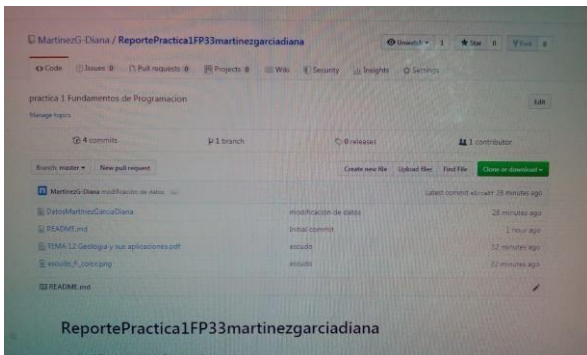 MartinezG-Diana / ReportePractica1FP33martinezgarciadiana
Unwatch 1 Star 0 Fork 0
Code Issues 0 Pull requests 0 Projects 0 Wiki Security Insights Settings
practica 1 Fundamentos de Programacion Edit
Manage topics
4 commits 1 branch 0 releases 1 contributor
Branch: master New pull request Create new file Upload files Find File Clone or download
MartinezG-Diana modificación de datos Latest commit 28 minutes ago
DatosMartinezGarciaDiana modificación de datos 28 minutes ago
README.md Initial commit 1 hour ago
TEMA 12 Geologia y sus aplicaciones.pdf escudo 32 minutes ago
escudo_fi_color.png escudo 32 minutes ago
README.md
ReportePractica1FP33martinezgarciadiana